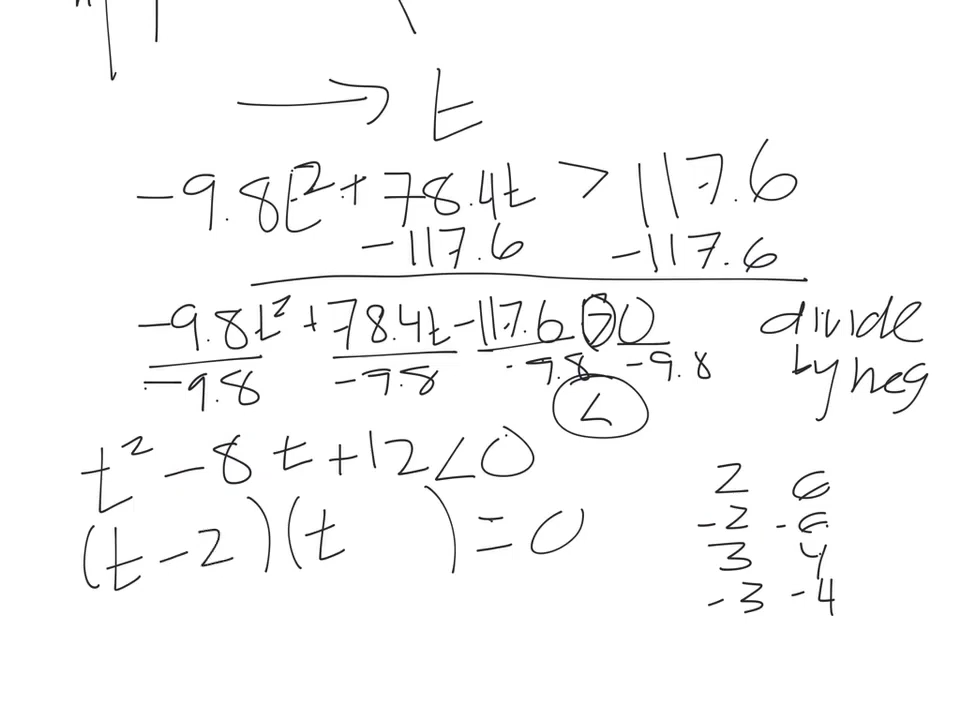 → t
-9.8t² + 78.4t > 117.6
-117.6 -117.6
-9.8t² + 78.4t - 117.6 > 0 divide
-9.8 -9.8 -9.8 -9.8 by neg
<
t² - 8t + 12 < 0
(t - 2)(t ) = 0
2 6
-2 -6
3 4
-3 -4